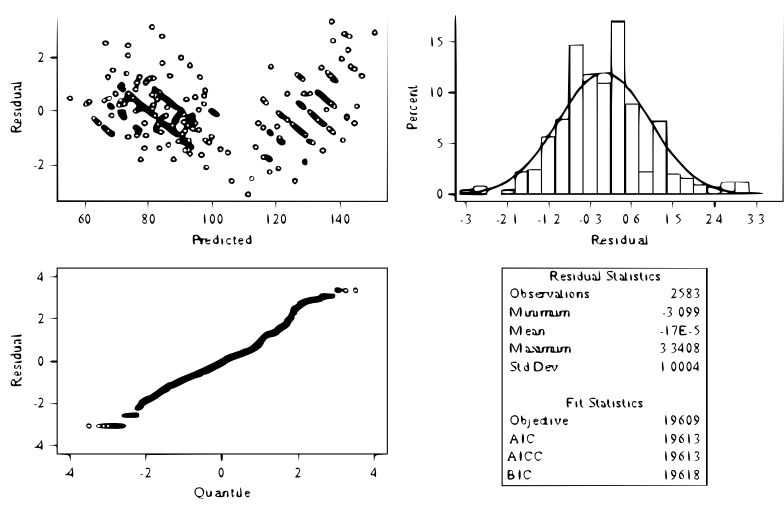 2
0
-2
Residual
60 80 100 120 140
Predicted
15
10
5
0
Percent
-3 -2 1 -1 2 -0 3 0 6 1 5 2 4 3 3
Residual
4
2
0
-2
-4
Residual
-4 -2 0 2 4
Quantile
Residual Statistics
Observations 2583
Minimum -3 099
Mean -17E-5
Maximum 3 3408
Std Dev 1 0004
Fit Statistics
Objective 19609
AIC 19613
AICC 19613
BIC 19618